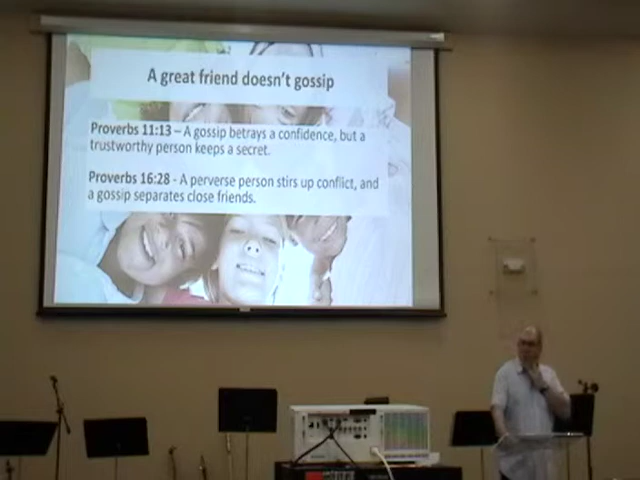 A great friend doesn't gossip
Proverbs 11:13 – A gossip betrays a confidence, but a
trustworthy person keeps a secret.
Proverbs 16:28 - A perverse person stirs up conflict, and
a gossip separates close friends.